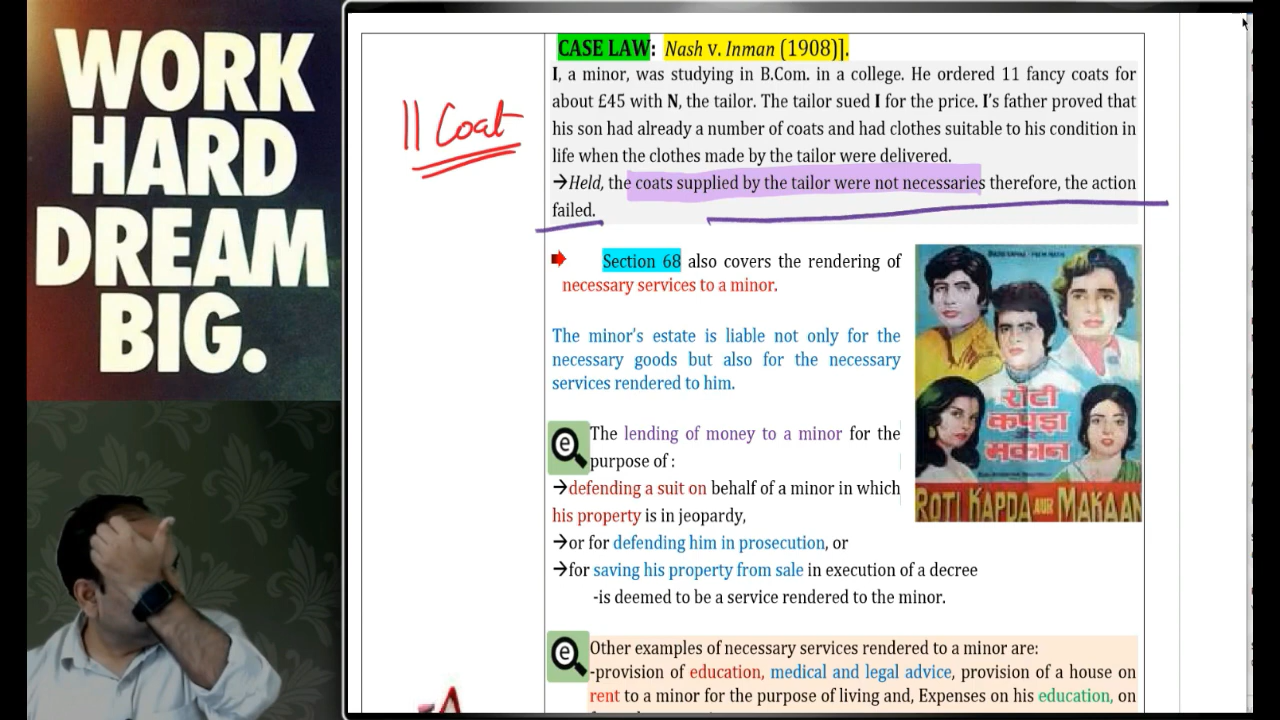 WORK
HARD
DREAM
BIG.
11 Coat
CASE LAW: Nash v. Inman (1908)].
I, a minor, was studying in B.Com. in a college. He ordered 11 fancy coats for
about £45 with N, the tailor. The tailor sued I for the price. I's father proved that
his son had already a number of coats and had clothes suitable to his condition in
life when the clothes made by the tailor were delivered.
→Held, the coats supplied by the tailor were not necessaries therefore, the action
failed.
Section 68 also covers the rendering of
necessary services to a minor.
The minor's estate is liable not only for the
necessary goods but also for the necessary
services rendered to him.
रोटी
कपड़ा
और
मकान
ROTI KAPDA AUR MAKAAN
e
The lending of money to a minor for the
purpose of :
→defending a suit on behalf of a minor in which
his property is in jeopardy,
→or for defending him in prosecution, or
→for saving his property from sale in execution of a decree
-is deemed to be a service rendered to the minor.
e
Other examples of necessary services rendered to a minor are:
-provision of education, medical and legal advice, provision of a house on
rent to a minor for the purpose of living and, Expenses on his education, on